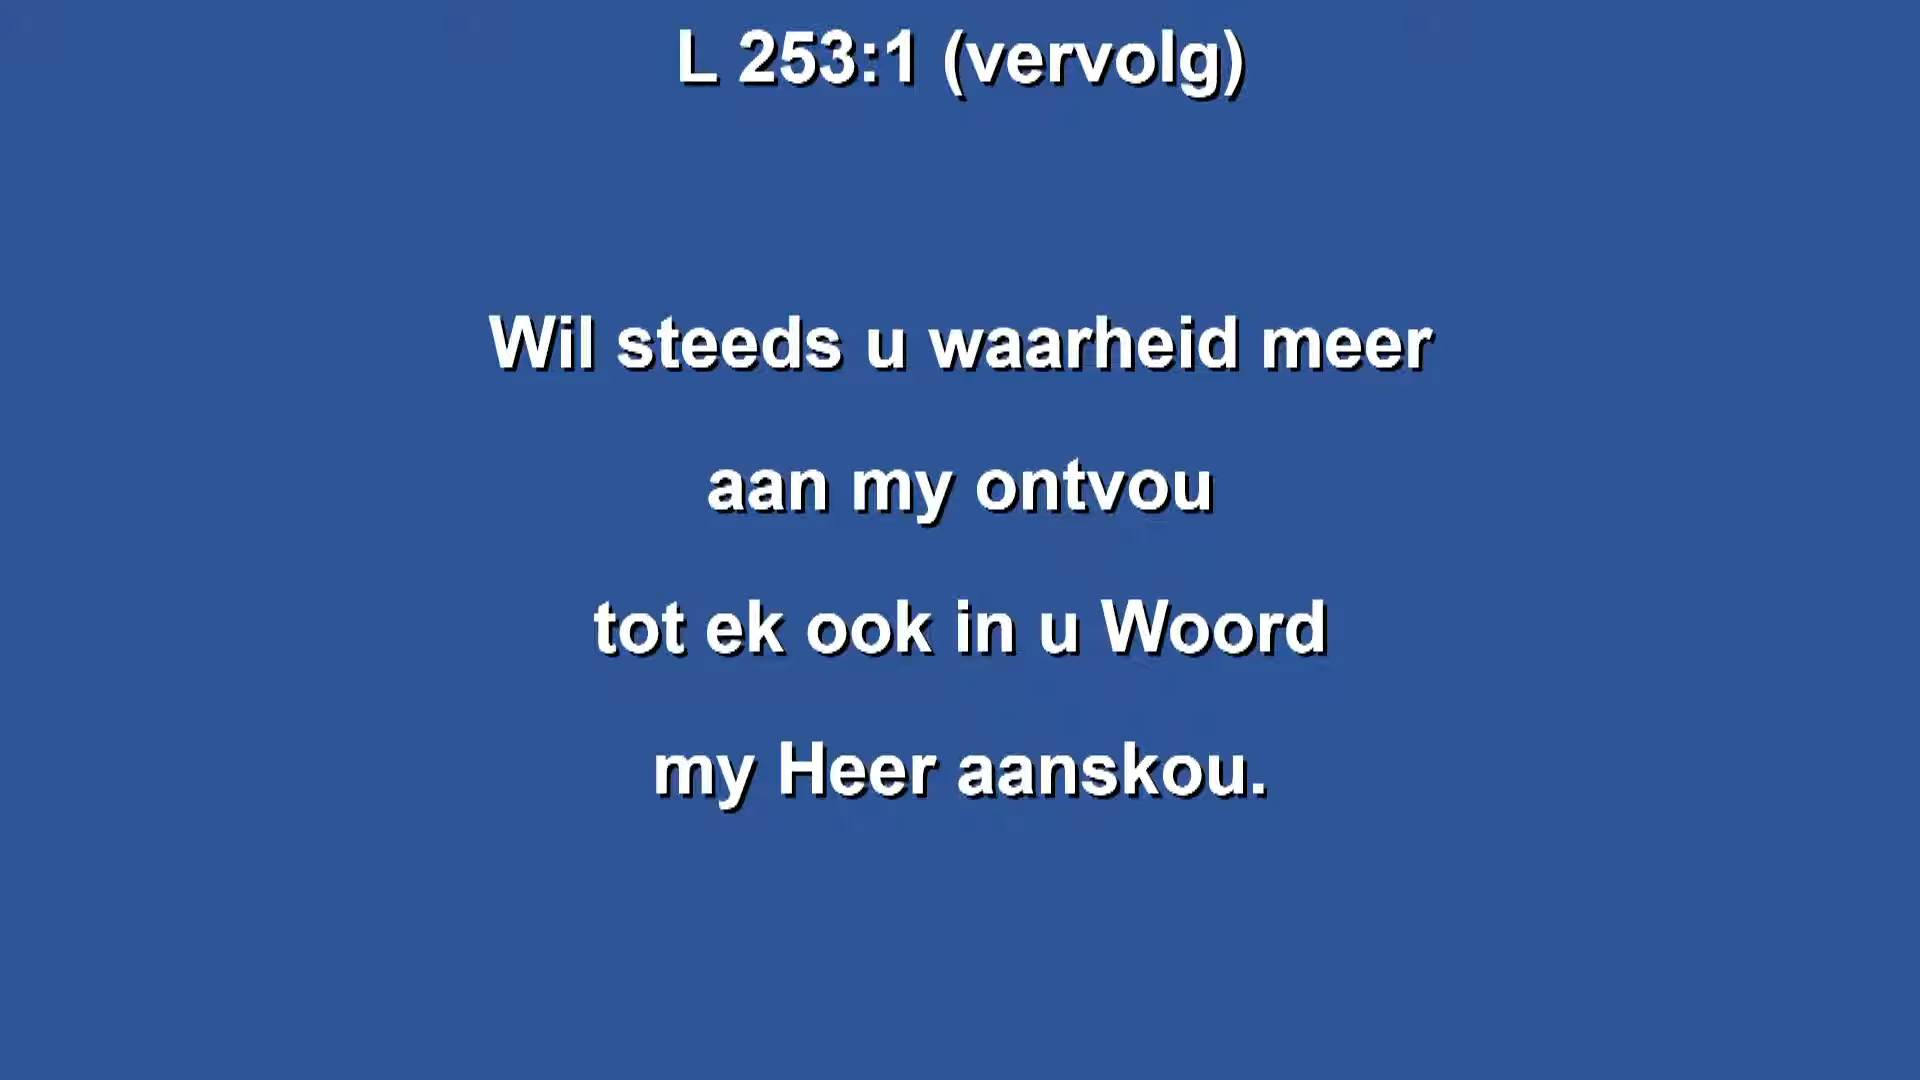 L 253:1 (vervolg)
Wil steeds u waarheid meer
aan my ontvou
tot ek ook in u Woord
my Heer aanskou.